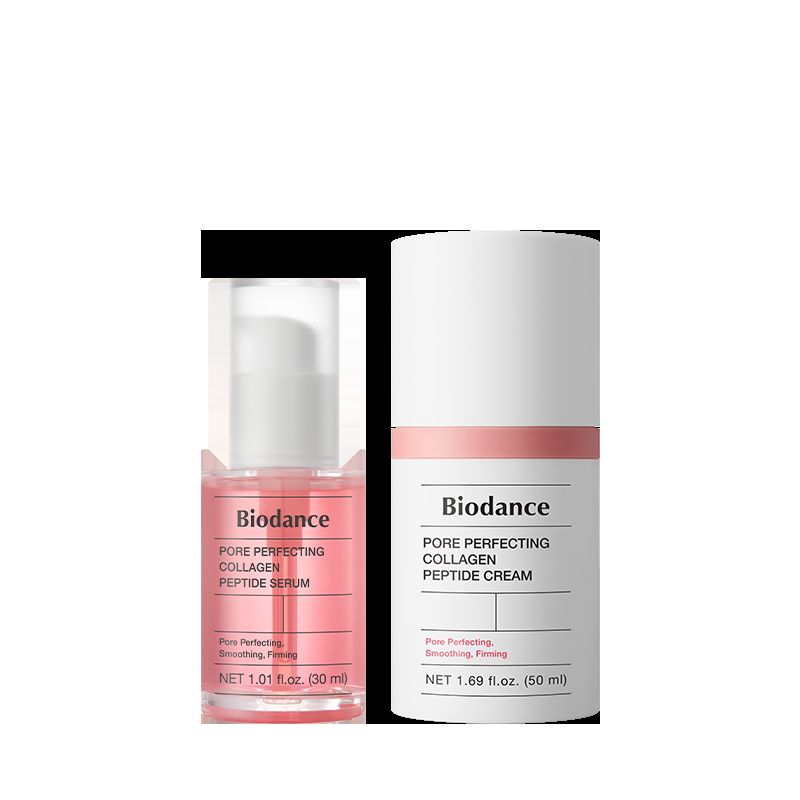 Biodance
PORE PERFECTING
COLLAGEN
PEPTIDE SERUM
Pore Perfecting,
Smoothing, Firming
NET 1.01 fl.oz. (30 ml)
Biodance
PORE PERFECTING
COLLAGEN
PEPTIDE CREAM
Pore Perfecting,
Smoothing, Firming
NET 1.69 fl.oz. (50 ml)